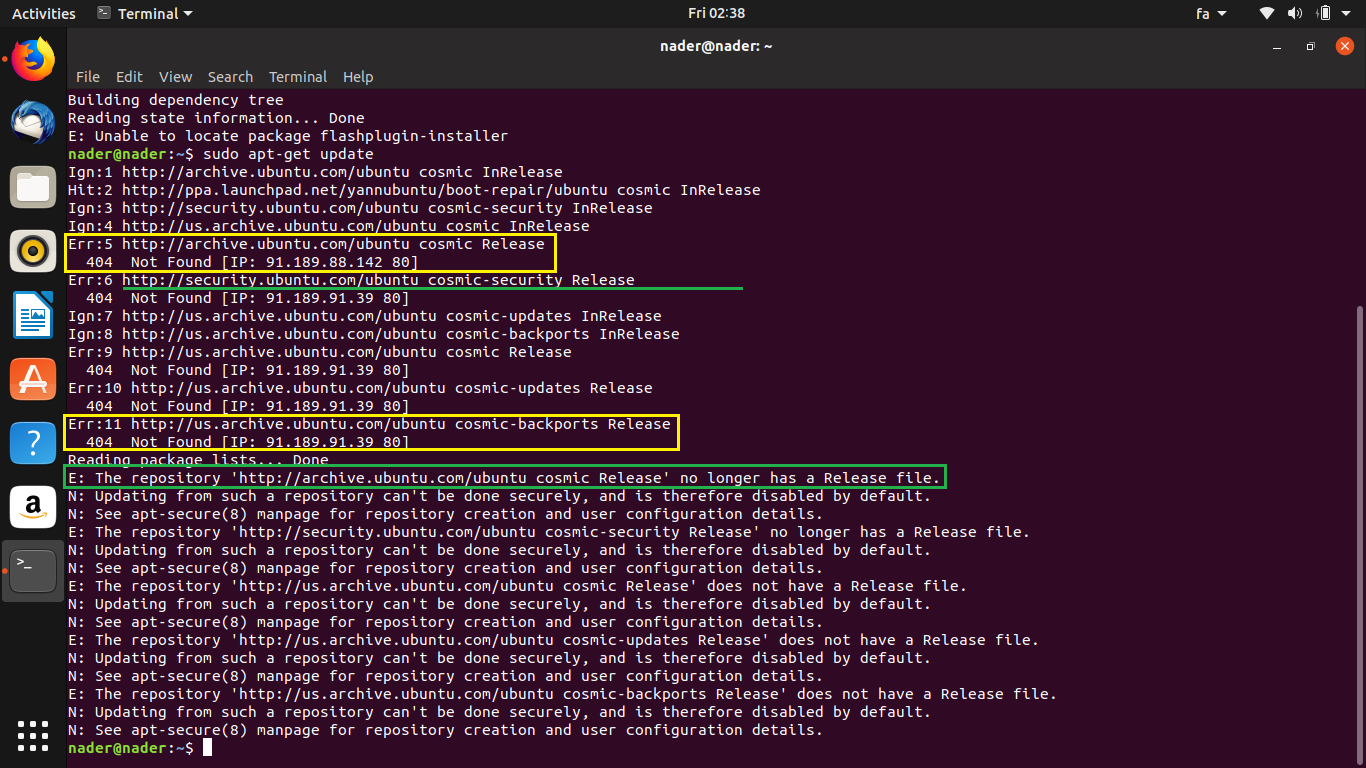 Activities Terminal Fri 02:38 fa
nader@nader: ~
File Edit View Search Terminal Help
Building dependency tree
Reading state information... Done
E: Unable to locate package flashplugin-installer
nader@nader:~$ sudo apt-get update
Ign:1 http://archive.ubuntu.com/ubuntu cosmic InRelease
Hit:2 http://ppa.launchpad.net/yannubuntu/boot-repair/ubuntu cosmic InRelease
Ign:3 http://security.ubuntu.com/ubuntu cosmic-security InRelease
Ign:4 http://us.archive.ubuntu.com/ubuntu cosmic InRelease
Err:5 http://archive.ubuntu.com/ubuntu cosmic Release
404 Not Found [IP: 91.189.88.142 80]
Err:6 http://security.ubuntu.com/ubuntu cosmic-security Release
404 Not Found [IP: 91.189.91.39 80]
Ign:7 http://us.archive.ubuntu.com/ubuntu cosmic-updates InRelease
Ign:8 http://us.archive.ubuntu.com/ubuntu cosmic-backports InRelease
Err:9 http://us.archive.ubuntu.com/ubuntu cosmic Release
404 Not Found [IP: 91.189.91.39 80]
Err:10 http://us.archive.ubuntu.com/ubuntu cosmic-updates Release
404 Not Found [IP: 91.189.91.39 80]
Err:11 http://us.archive.ubuntu.com/ubuntu cosmic-backports Release
404 Not Found [IP: 91.189.91.39 80]
Reading package lists... Done
E: The repository 'http://archive.ubuntu.com/ubuntu cosmic Release' no longer has a Release file.
N: Updating from such a repository can't be done securely, and is therefore disabled by default.
N: See apt-secure(8) manpage for repository creation and user configuration details.
E: The repository 'http://security.ubuntu.com/ubuntu cosmic-security Release' no longer has a Release file.
N: Updating from such a repository can't be done securely, and is therefore disabled by default.
N: See apt-secure(8) manpage for repository creation and user configuration details.
E: The repository 'http://us.archive.ubuntu.com/ubuntu cosmic Release' does not have a Release file.
N: Updating from such a repository can't be done securely, and is therefore disabled by default.
N: See apt-secure(8) manpage for repository creation and user configuration details.
E: The repository 'http://us.archive.ubuntu.com/ubuntu cosmic-updates Release' does not have a Release file.
N: Updating from such a repository can't be done securely, and is therefore disabled by default.
N: See apt-secure(8) manpage for repository creation and user configuration details.
E: The repository 'http://us.archive.ubuntu.com/ubuntu cosmic-backports Release' does not have a Release file.
N: Updating from such a repository can't be done securely, and is therefore disabled by default.
N: See apt-secure(8) manpage for repository creation and user configuration details.
nader@nader:~$